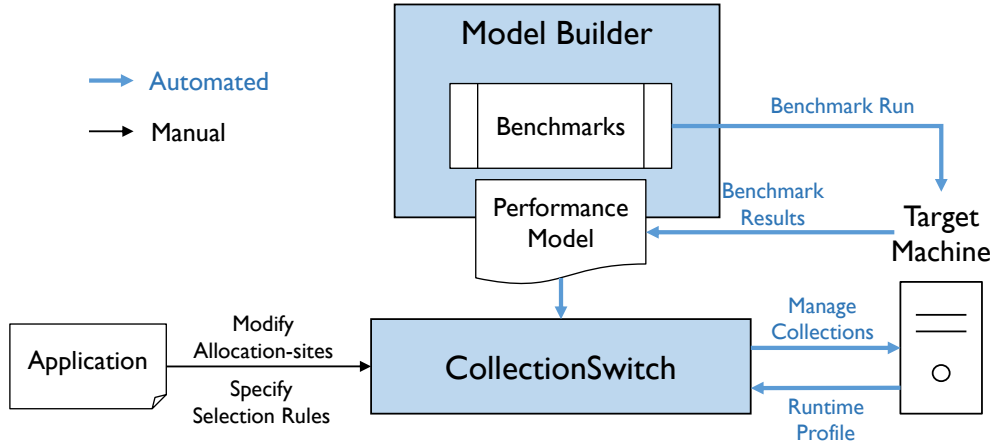 Model Builder
Automated
Manual
Benchmarks
Benchmark Run
Benchmark
Results
Performance
Model
Target
Machine
Application
Modify
Allocation-sites
Specify
Selection Rules
CollectionSwitch
Manage
Collections
Runtime
Profile